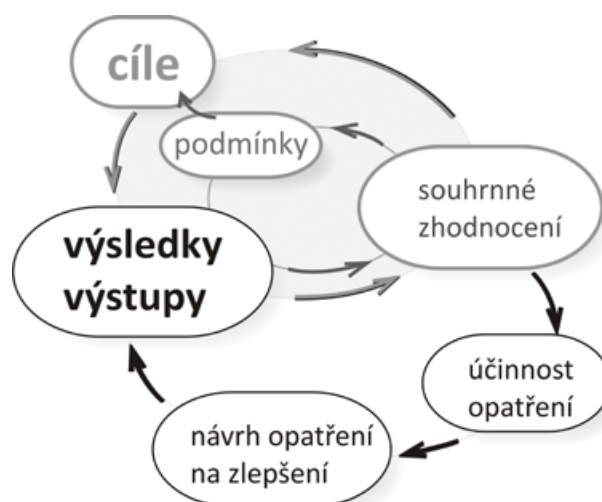 cíle
podmínky
souhrnné
zhodnocení
výsledky
výstupy
účinnost
opatření
návrh opatření
na zlepšení